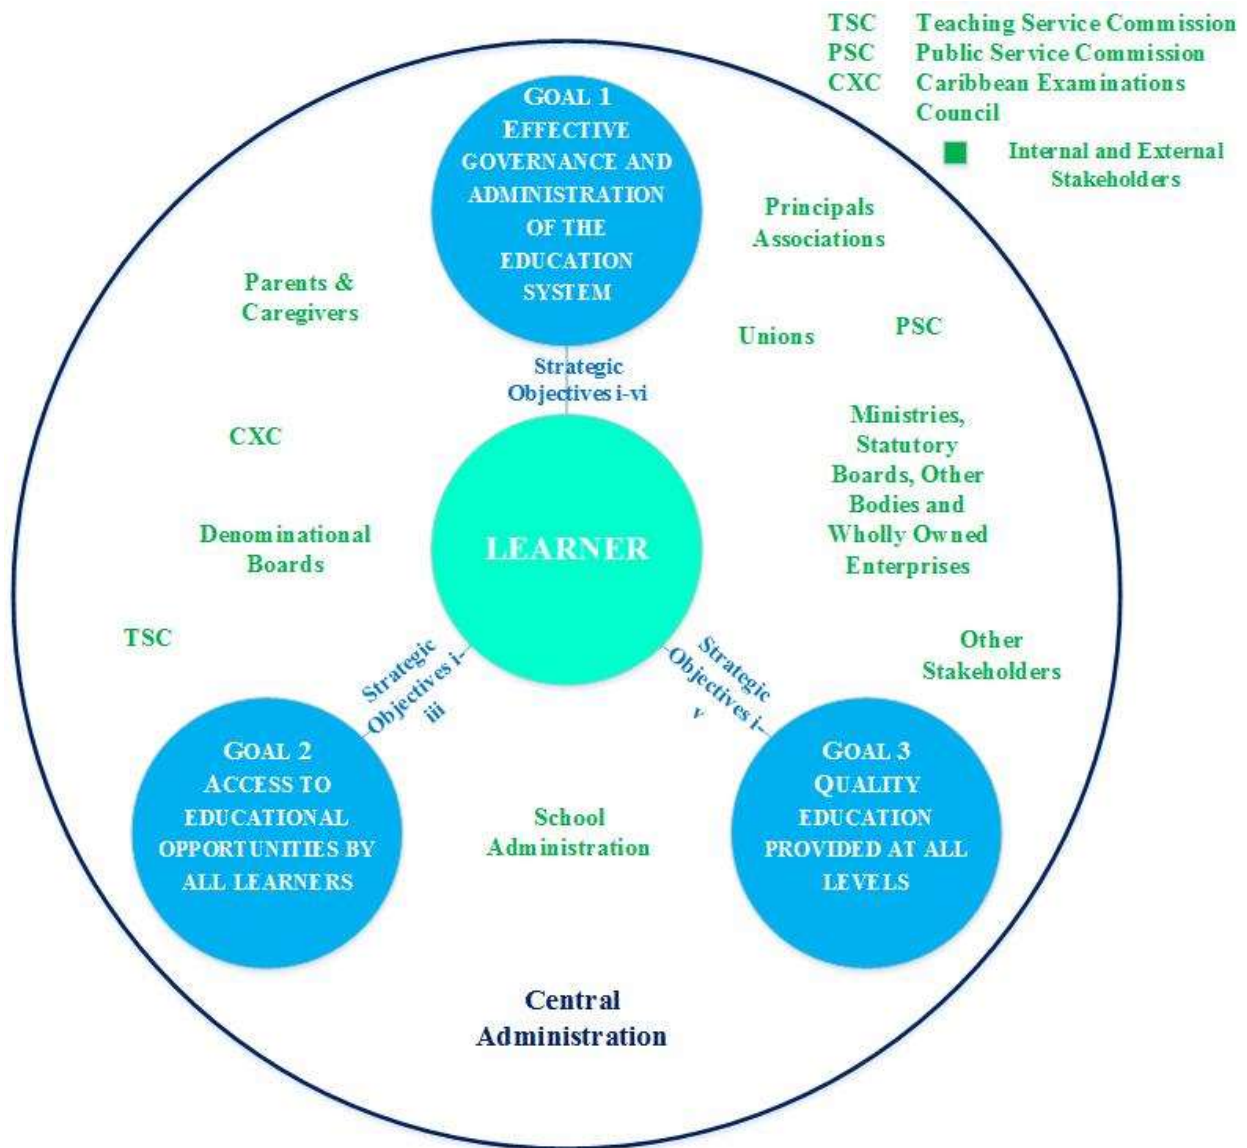 TSC Teaching Service Commission
PSC Public Service Commission
CXC Caribbean Examinations
Council
Internal and External
Stakeholders
GOAL 1
EFFECTIVE
GOVERNANCE AND
ADMINISTRATION
OF THE
EDUCATION
SYSTEM
Principals
Associations
Parents &
Caregivers
Unions
PSC
Strategic
Objectives i-vi
CXC
Ministries,
Statutory
Boards, Other
Bodies and
Wholly Owned
Enterprises
Denominational
Boards
LEARNER
TSC
Other
Stakeholders
Strategic
Objectives i-
iii
Strategic
Objectives i-
v
GOAL 2
ACCESS TO
EDUCATIONAL
OPPORTUNITIES BY
ALL LEARNERS
School
Administration
GOAL 3
QUALITY
EDUCATION
PROVIDED AT ALL
LEVELS
Central
Administration